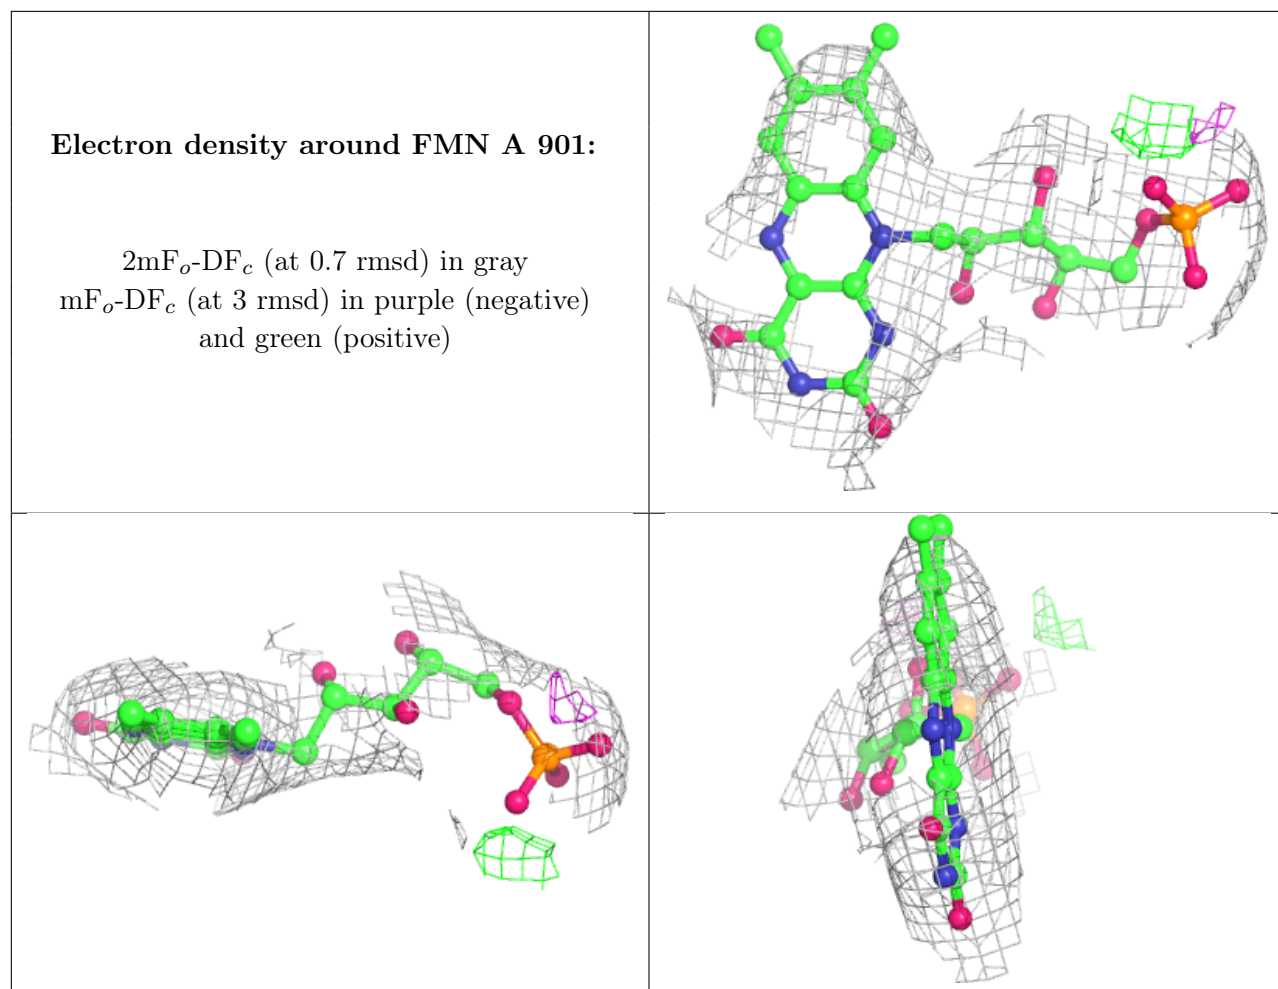 Electron density around FMN A 901:
2mFo-DFc (at 0.7 rmsd) in gray
mFo-DFc (at 3 rmsd) in purple (negative)
and green (positive)